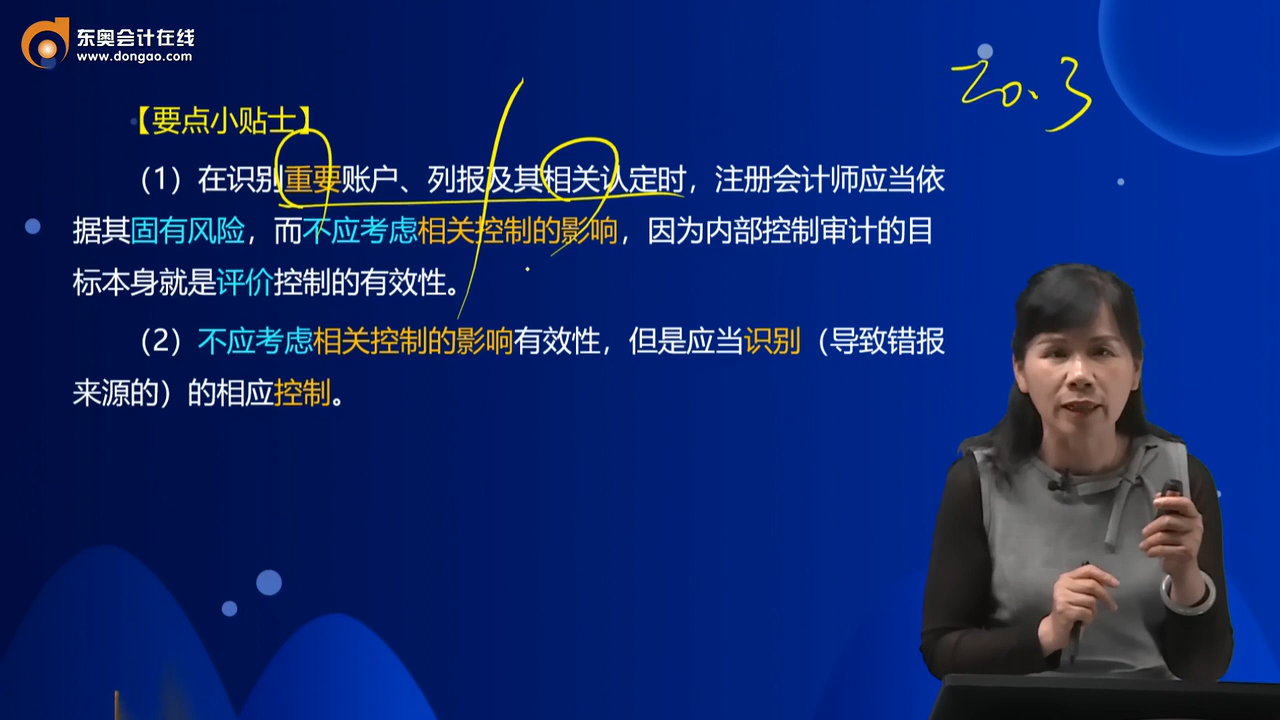 东奥会计在线
www.dongao.com
20.3
【要点小贴士】
（1）在识别重要账户、列报及其相关认定时，注册会计师应当依
据其固有风险，而不应考虑相关控制的影响，因为内部控制审计的目
标本身就是评价控制的有效性。
（2）不应考虑相关控制的影响有效性，但是应当识别（导致错报
来源的）的相应控制。